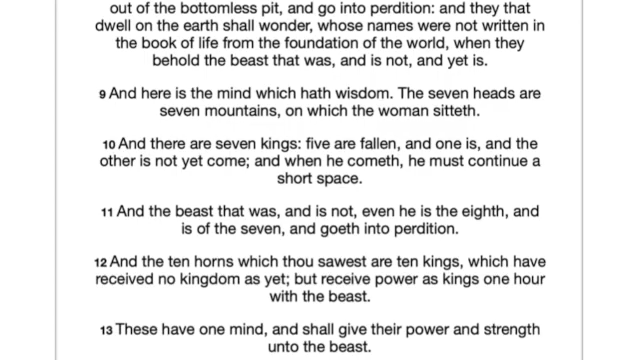 out of the bottomless pit, and go into perdition: and they that
dwell on the earth shall wonder, whose names were not written in
the book of life from the foundation of the world, when they
behold the beast that was, and is not, and yet is.
9 And here is the mind which hath wisdom. The seven heads are
seven mountains, on which the woman sitteth.
10 And there are seven kings: five are fallen, and one is, and the
other is not yet come; and when he cometh, he must continue a
short space.
11 And the beast that was, and is not, even he is the eighth, and
is of the seven, and goeth into perdition.
12 And the ten horns which thou sawest are ten kings, which have
received no kingdom as yet; but receive power as kings one hour
with the beast.
13 These have one mind, and shall give their power and strength
unto the beast.